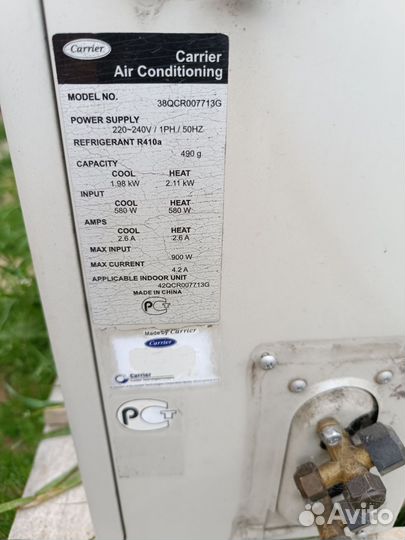 Carrier
Carrier
Air Conditioning
MODEL NO.
38QCR007713G
POWER SUPPLY
220~240V / 1PH / 50HZ
REFRIGERANT R410a
490 g
CAPACITY
COOL HEAT
1.98 kW 2.11 kW
INPUT
COOL HEAT
580 W 580 W
AMPS
COOL HEAT
2.6 A 2.6 A
MAX INPUT
900 W
MAX CURRENT
4.2 A
APPLICABLE INDOOR UNIT
42QCR007713G
MADE IN CHINA
Made by Carrier
Carrier
Carrier
Avito